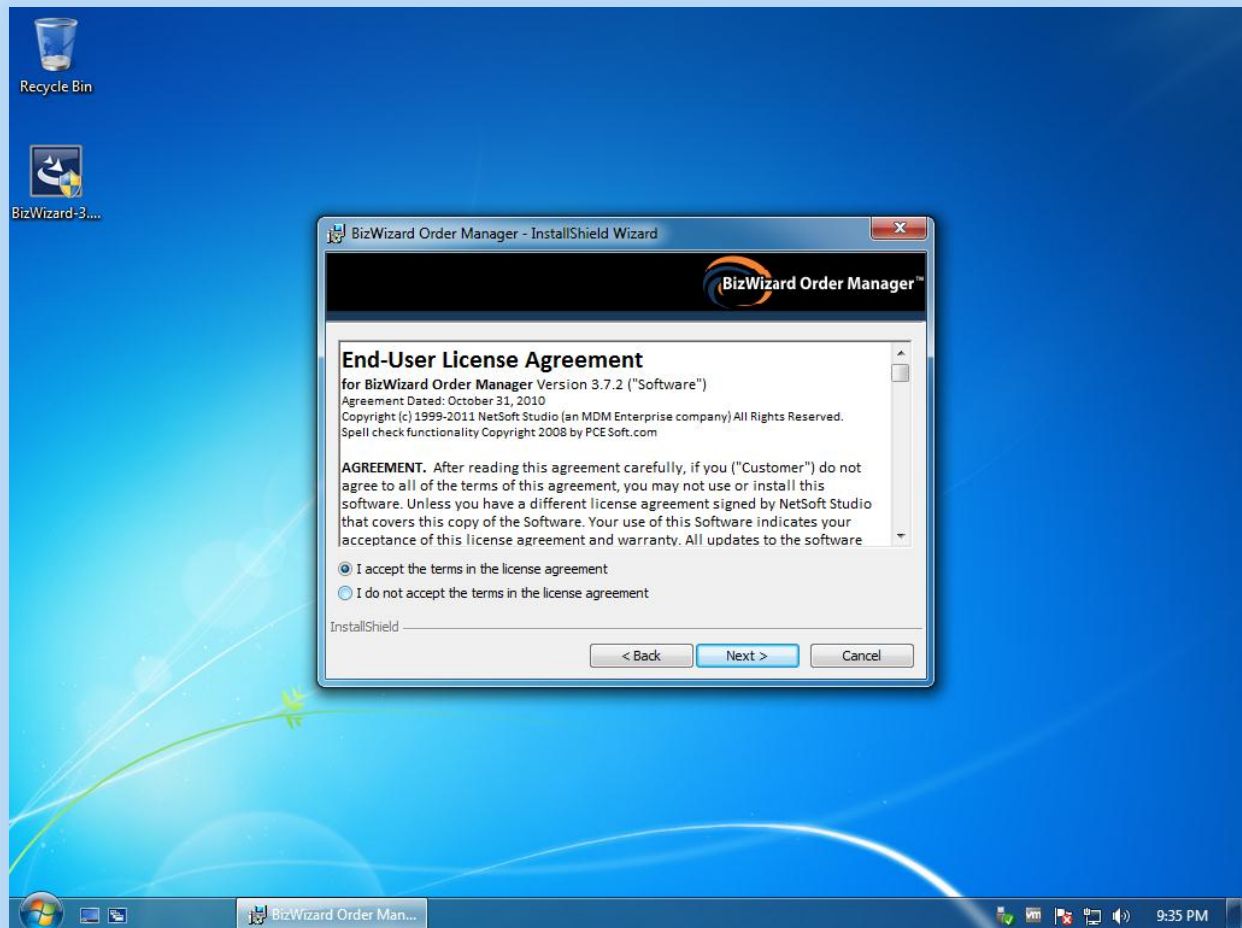 Recycle Bin
BizWizard-3....
BizWizard Order Manager - InstallShield Wizard
BizWizard Order Manager™
End-User License Agreement
for BizWizard Order Manager Version 3.7.2 ("Software")
Agreement Dated: October 31, 2010
Copyright (c) 1999-2011 NetSoft Studio (an MDM Enterprise company) All Rights Reserved.
Spell check functionality Copyright 2008 by PCESoft.com
AGREEMENT. After reading this agreement carefully, if you ("Customer") do not
agree to all of the terms of this agreement, you may not use or install this
software. Unless you have a different license agreement signed by NetSoft Studio
that covers this copy of the Software. Your use of this Software indicates your
acceptance of this license agreement and warranty. All updates to the software
I accept the terms in the license agreement
I do not accept the terms in the license agreement
InstallShield
< Back
Next >
Cancel
BizWizard Order Man...
vm
9:35 PM